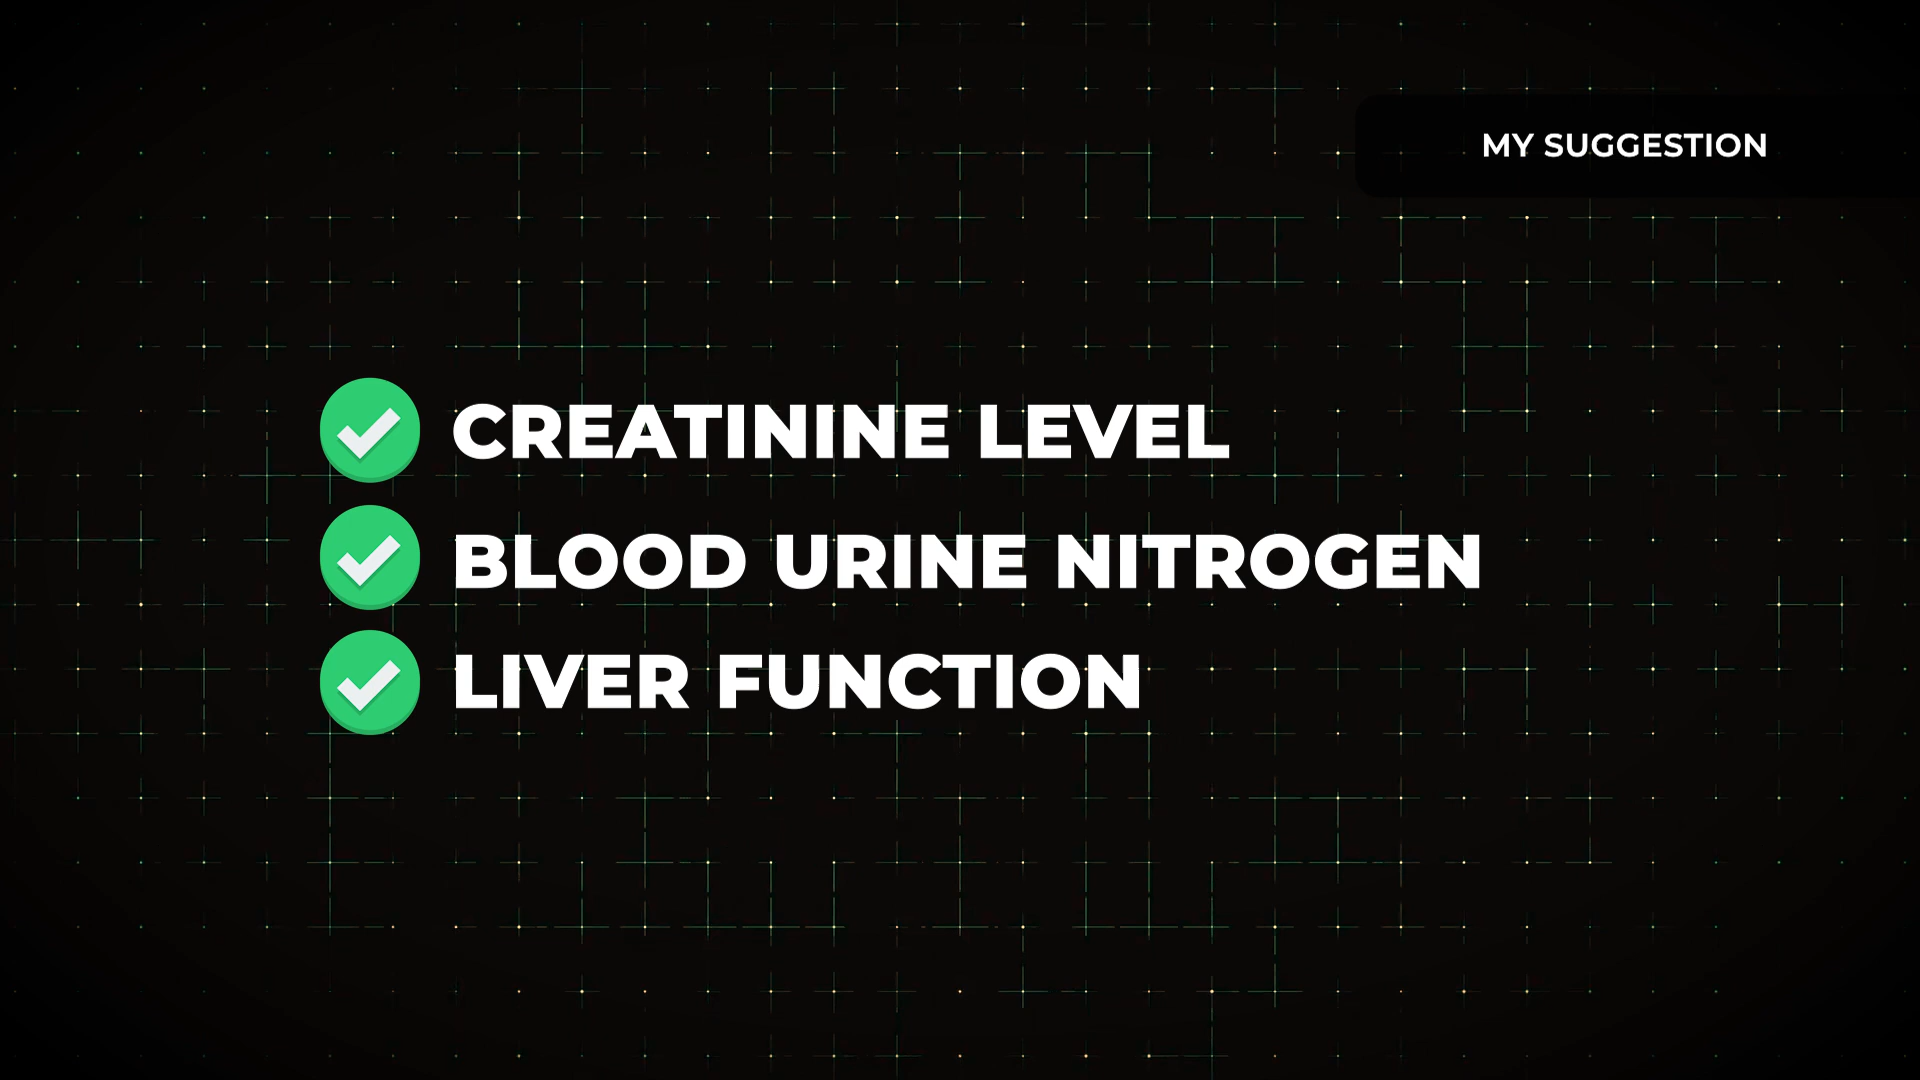 MY SUGGESTION
CREATININE LEVEL
BLOOD URINE NITROGEN
LIVER FUNCTION